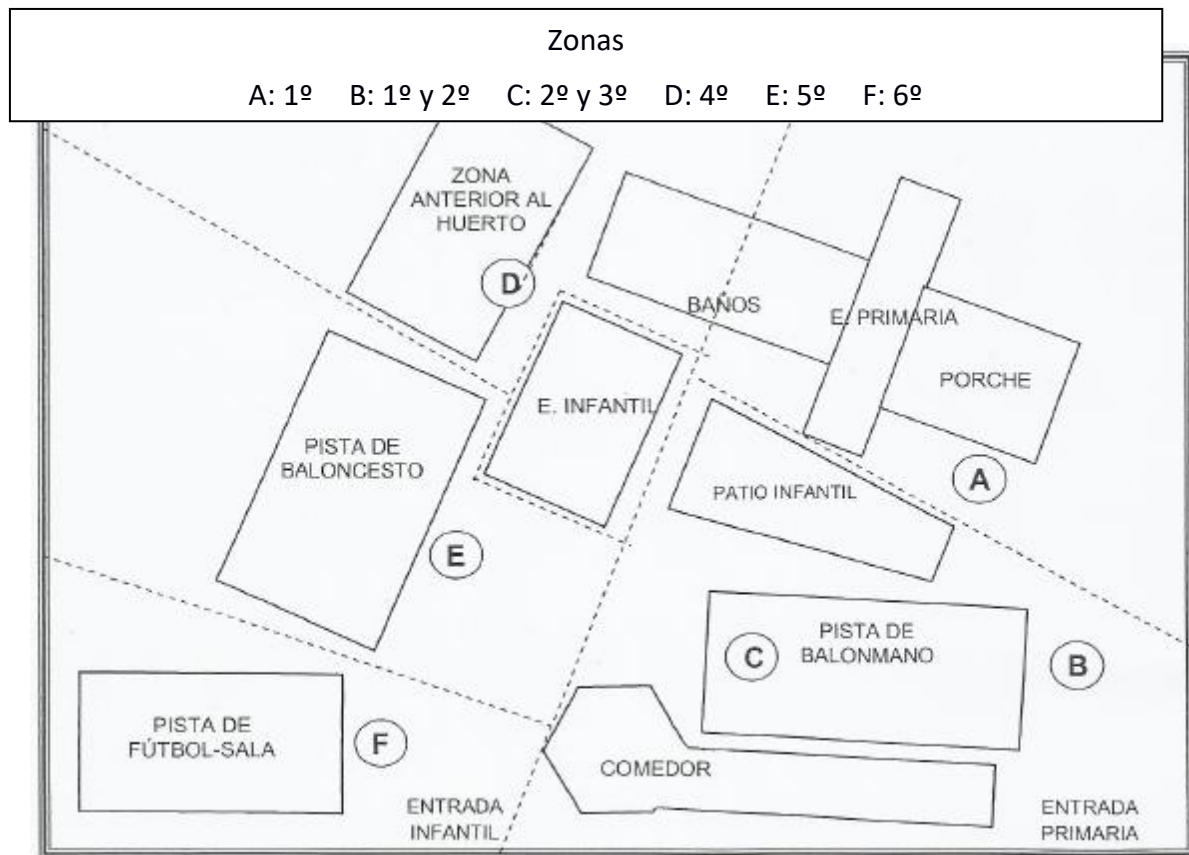 Zonas
A: 1º B: 1º y 2º C: 2º y 3º D: 4º E: 5º F: 6º
ZONA
ANTERIOR AL
HUERTO
D
BAÑOS
E. PRIMARIA
PORCHE
E. INFANTIL
PISTA DE
BALONCESTO
PATIO INFANTIL
A
E
PISTA DE
BALONMANO
C
B
PISTA DE
FÚTBOL-SALA
F
COMEDOR
ENTRADA
INFANTIL
ENTRADA
PRIMARIA